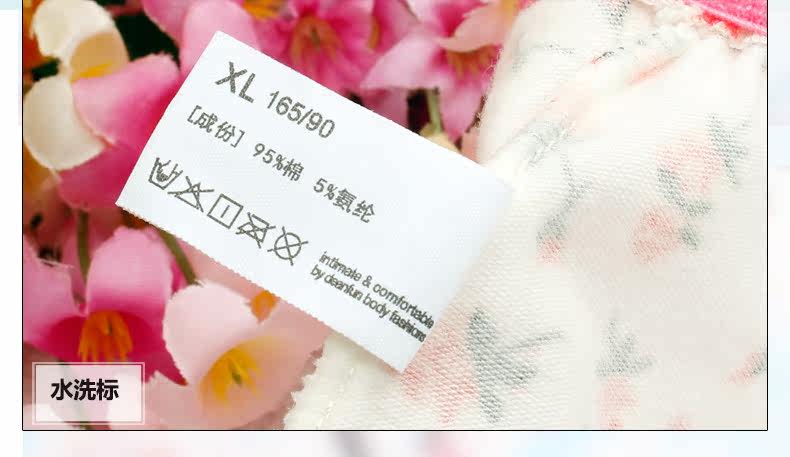 XL 165/90
[成份] 95%棉 5%氨纶
intimate & comfortable
by deanfun body fashions
水洗标